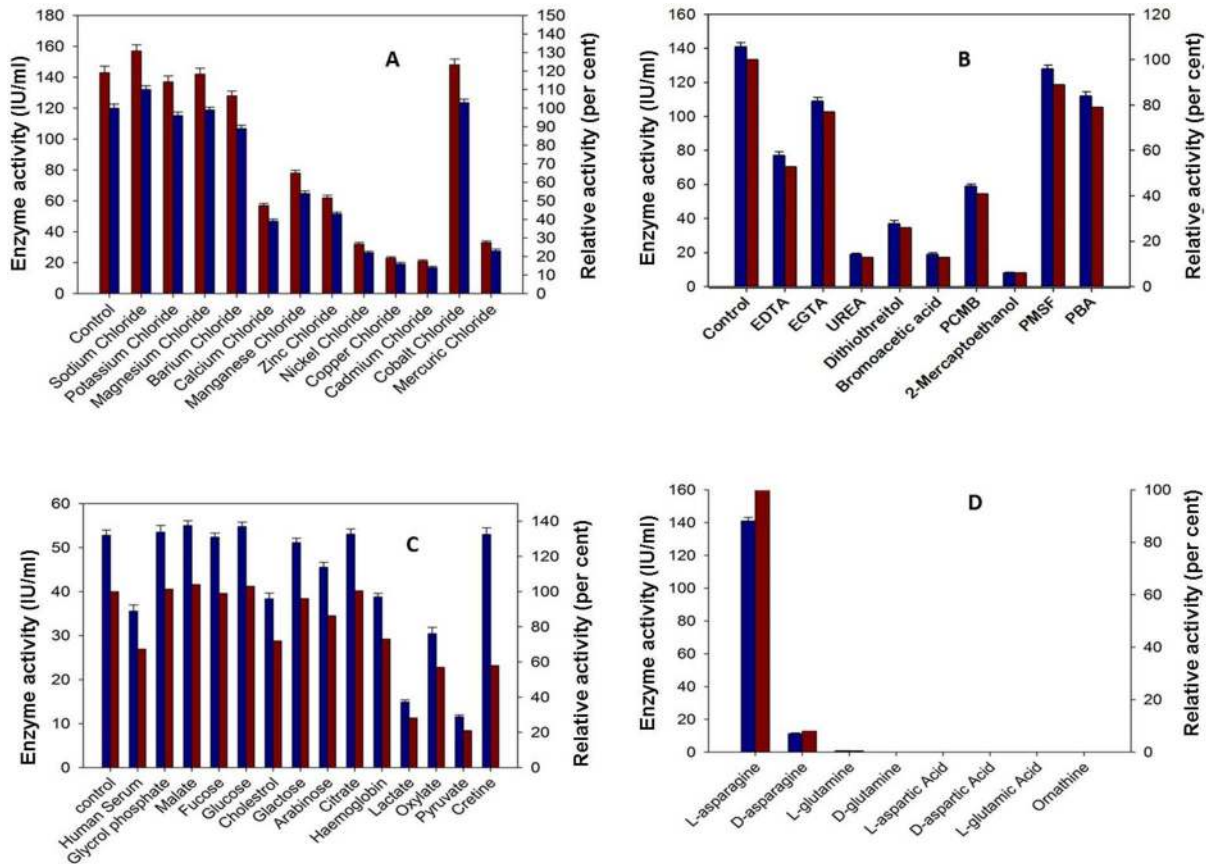 A
Enzyme activity (IU/ml)
180
160
140
120
100
80
60
40
20
0
150
140
130
120
110
100
90
80
70
60
50
40
30
20
10
0
Relative activity (per cent)
Control
Sodium Chloride
Potassium Chloride
Magnesium Chloride
Barium Chloride
Calcium Chloride
Manganese Chloride
Zinc Chloride
Nickel Chloride
Copper Chloride
Cadmium Chloride
Cobalt Chloride
Mercuric Chloride
B
Enzyme activity (IU/ml)
160
140
120
100
80
60
40
20
0
120
100
80
60
40
20
0
Relative activity (per cent)
Control
EDTA
EGTA
UREA
Dithiothreitol
Bromoacetic acid
PCMB
2-Mercaptoethanol
PMSF
PBA
C
Enzyme activity (IU/ml)
60
50
40
30
20
10
0
140
120
100
80
60
40
20
0
Relative activity (per cent)
control
Human Serum
Glycrol phosphate
Malate
Fucose
Glucose
Cholestrol
Glactose
Arabinose
Citrate
Haemoglobin
Lactate
Oxylate
Pyruvate
Cretine
D
Enzyme activity (IU/ml)
160
140
120
100
80
60
40
20
0
100
80
60
40
20
0
Relative activity (per cent)
L-asparagine
D-asparagine
L-glutamine
D-glutamine
L-aspartic Acid
D-aspartic Acid
L-glutamic Acid
Ornathine